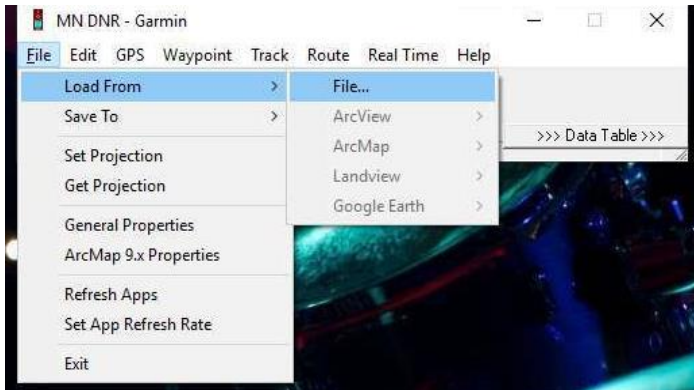 MN DNR - Garmin
File Edit GPS Waypoint Track Route Real Time Help
Load From
Save To
Set Projection
Get Projection
General Properties
ArcMap 9.x Properties
Refresh Apps
Set App Refresh Rate
Exit
File...
ArcView
ArcMap
Landview
Google Earth
>>> Data Table >>>